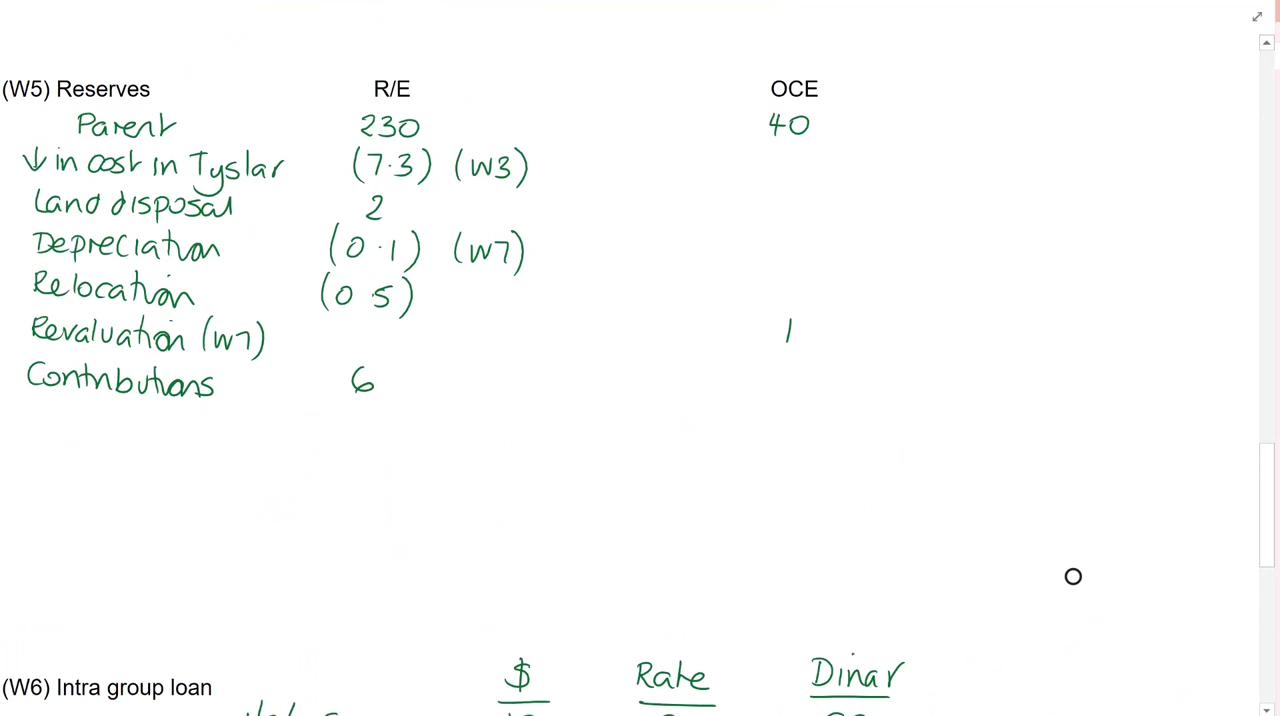 (W5) Reserves R/E OCE
Parent 230 40
↓ in cost in Tyslar (7.3) (W3)
Land disposal 2
Depreciation (0.1) (W7)
Relocation (0.5)
Revaluation (W7) 1
Contributions 6
$ Rate Dinar
(W6) Intra group loan